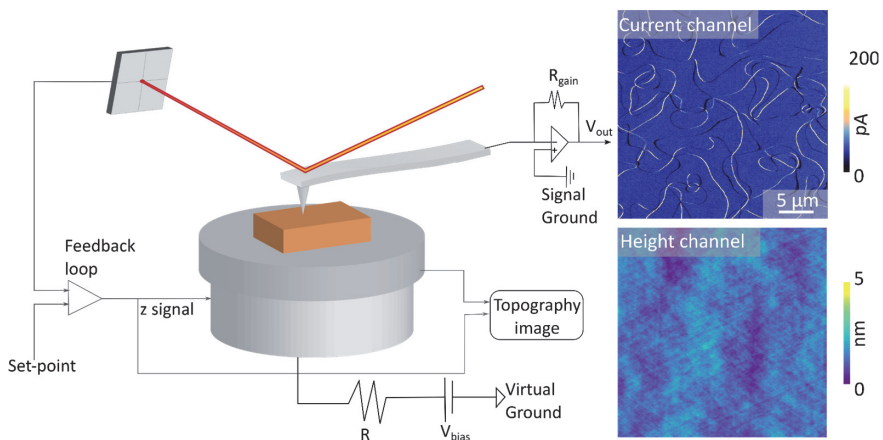 Current channel
200
pA
0
5 µm
R_gain
V_out
Signal
Ground
Feedback
loop
z signal
Set-point
Topography
image
R
V_bias
Virtual
Ground
Height channel
5
nm
0